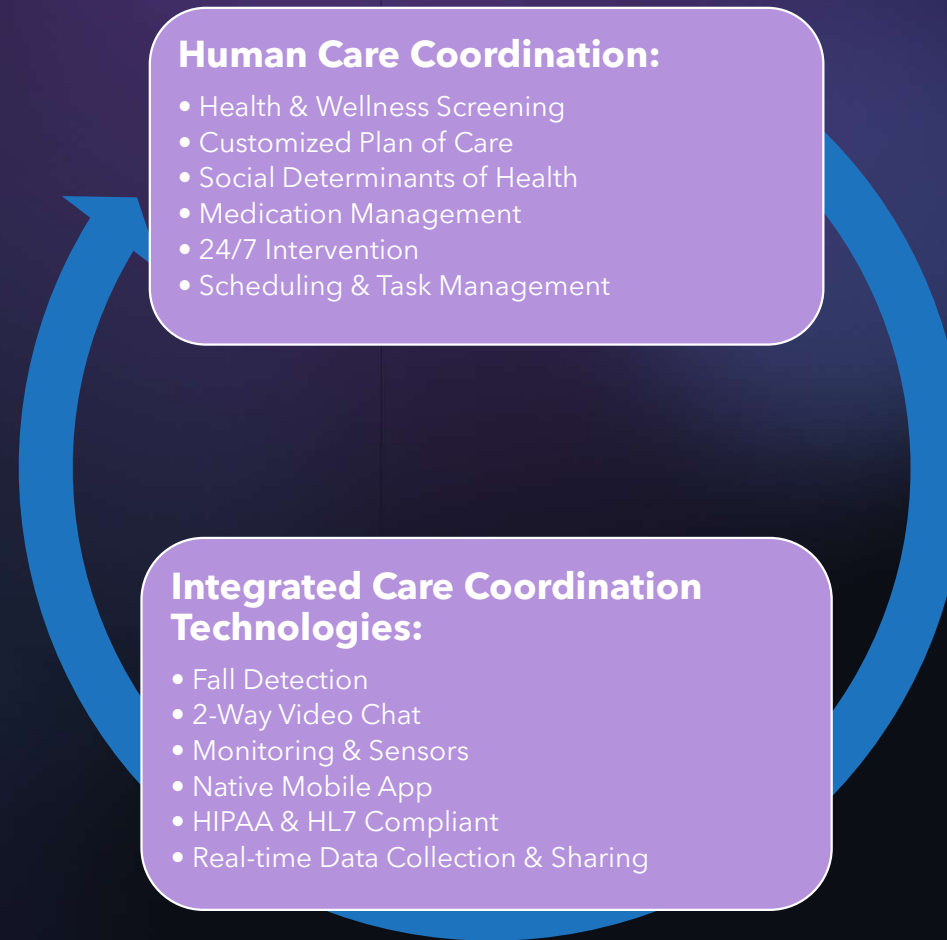 Human Care Coordination:
• Health & Wellness Screening
• Customized Plan of Care
• Social Determinants of Health
• Medication Management
• 24/7 Intervention
• Scheduling & Task Management
Integrated Care Coordination
Technologies:
• Fall Detection
• 2-Way Video Chat
• Monitoring & Sensors
• Native Mobile App
• HIPAA & HL7 Compliant
• Real-time Data Collection & Sharing